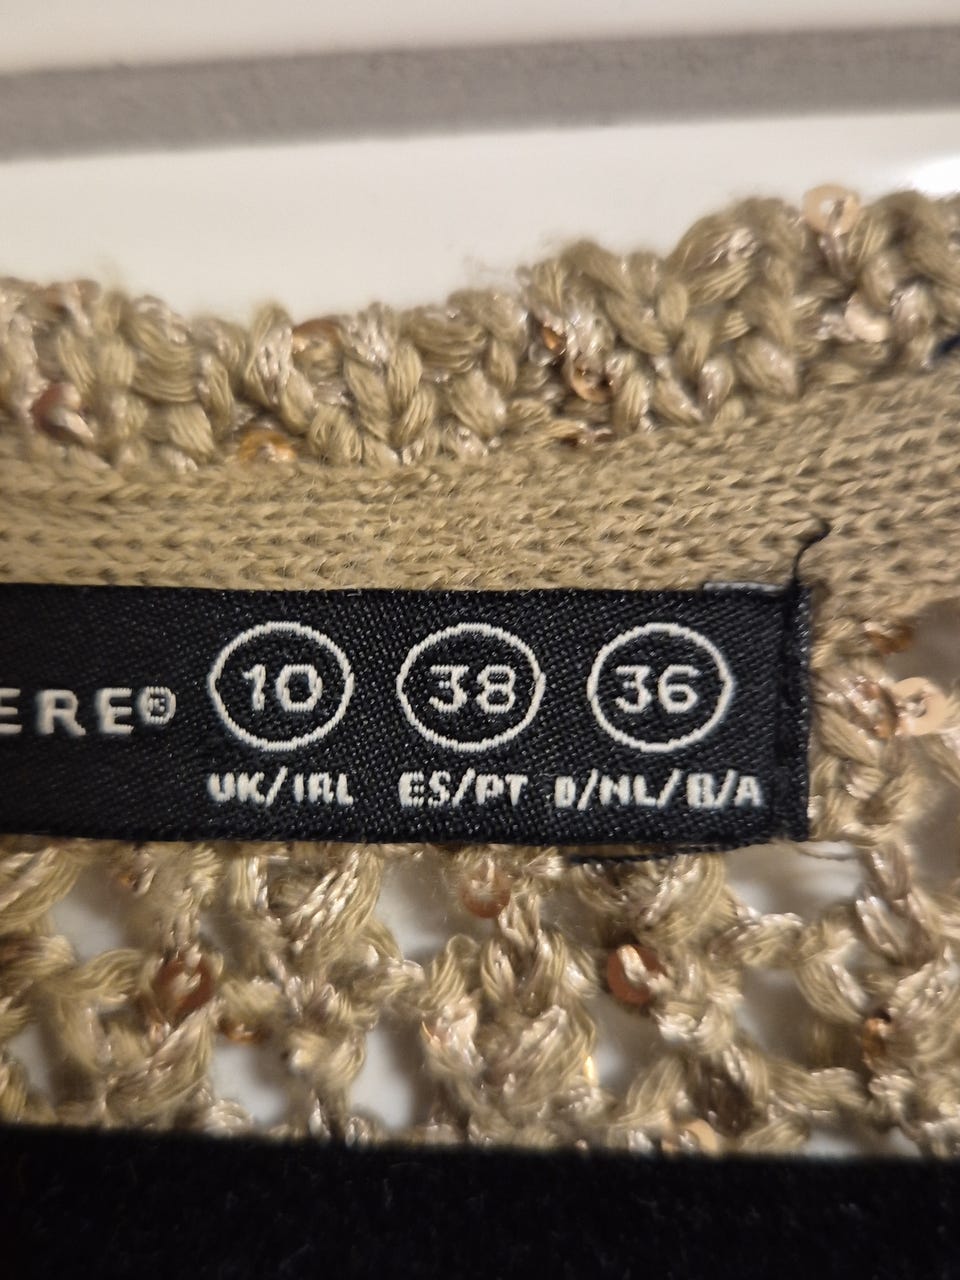 ERE®
10 38 36
UK/IRL ES/PT D/NL/B/A